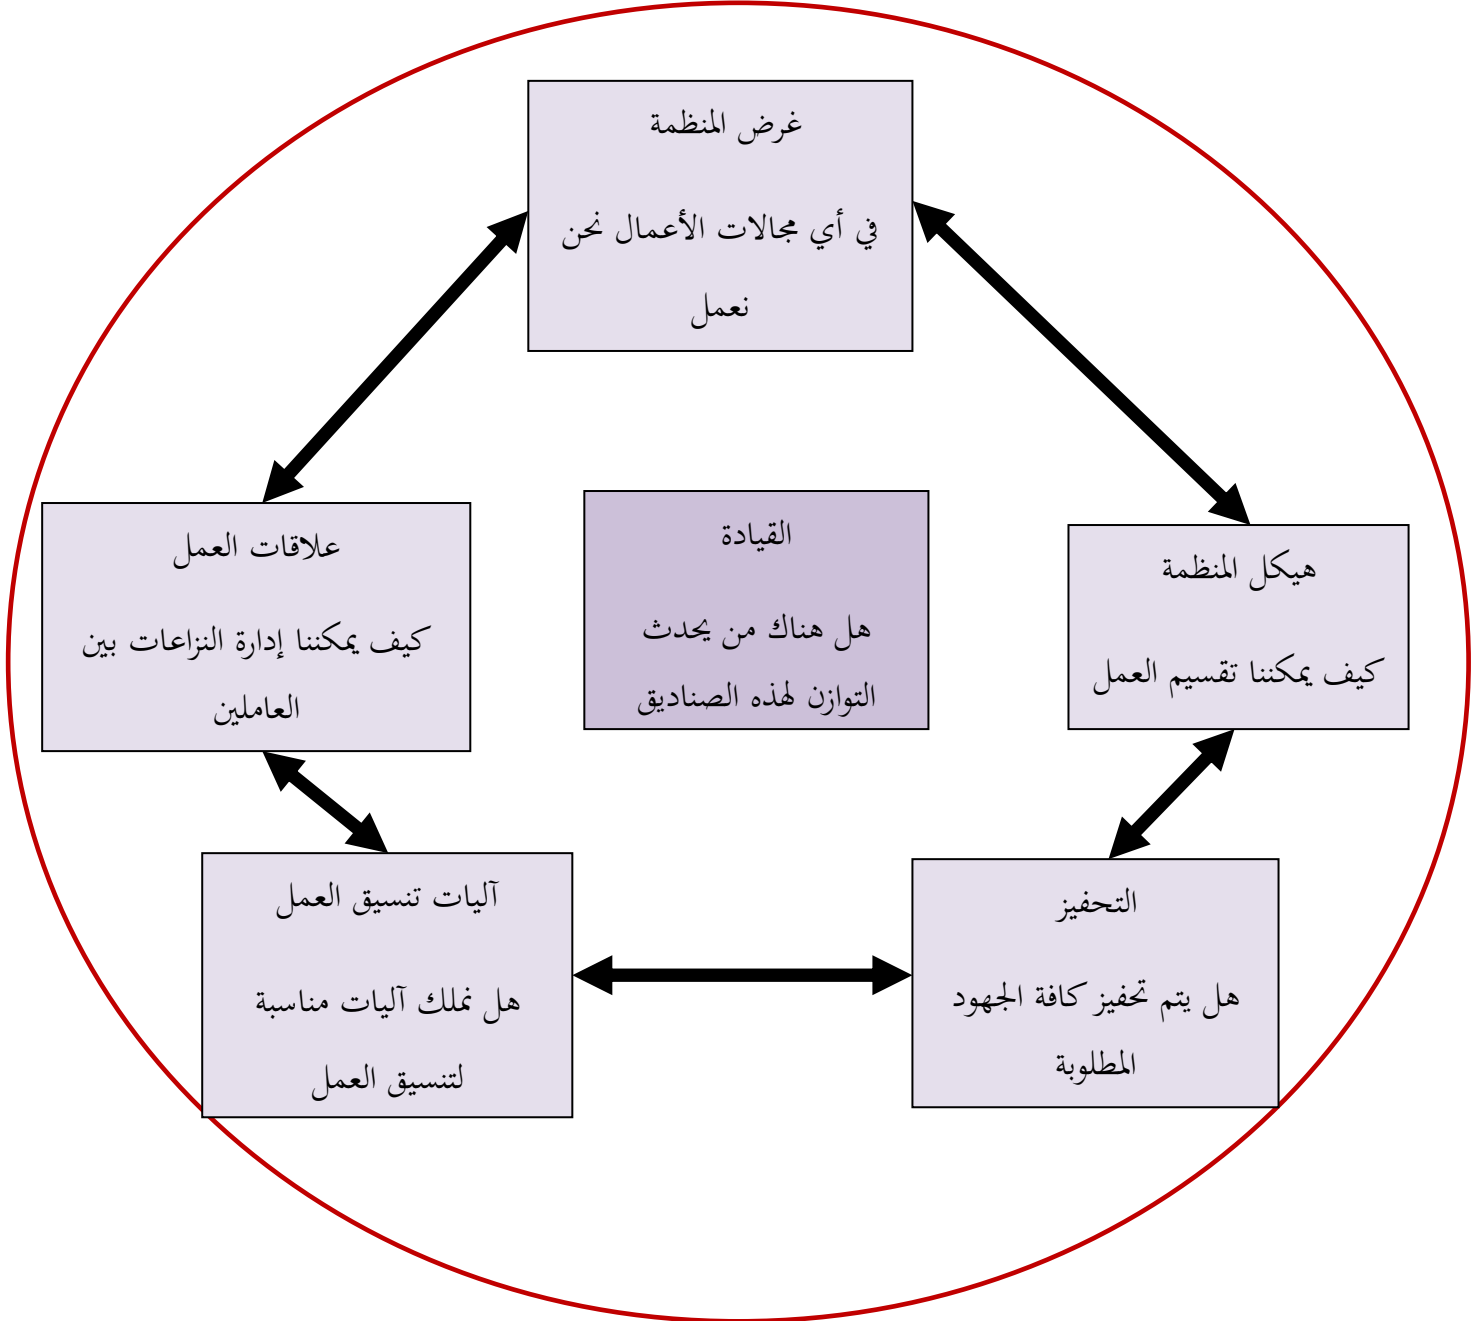 غرض المنظمة
في أي مجالات الأعمال نحن
نعمل
هيكل المنظمة
كيف يمكننا تقسيم العمل
القيادة
هل هناك من يحدث
التوازن لهذه الصناديق
علاقات العمل
كيف يمكننا إدارة النزاعات بين
العاملين
التحفيز
هل يتم تحفيز كافة الجهود
المطلوبة
آليات تنسيق العمل
هل نملك آليات مناسبة
لتنسيق العمل